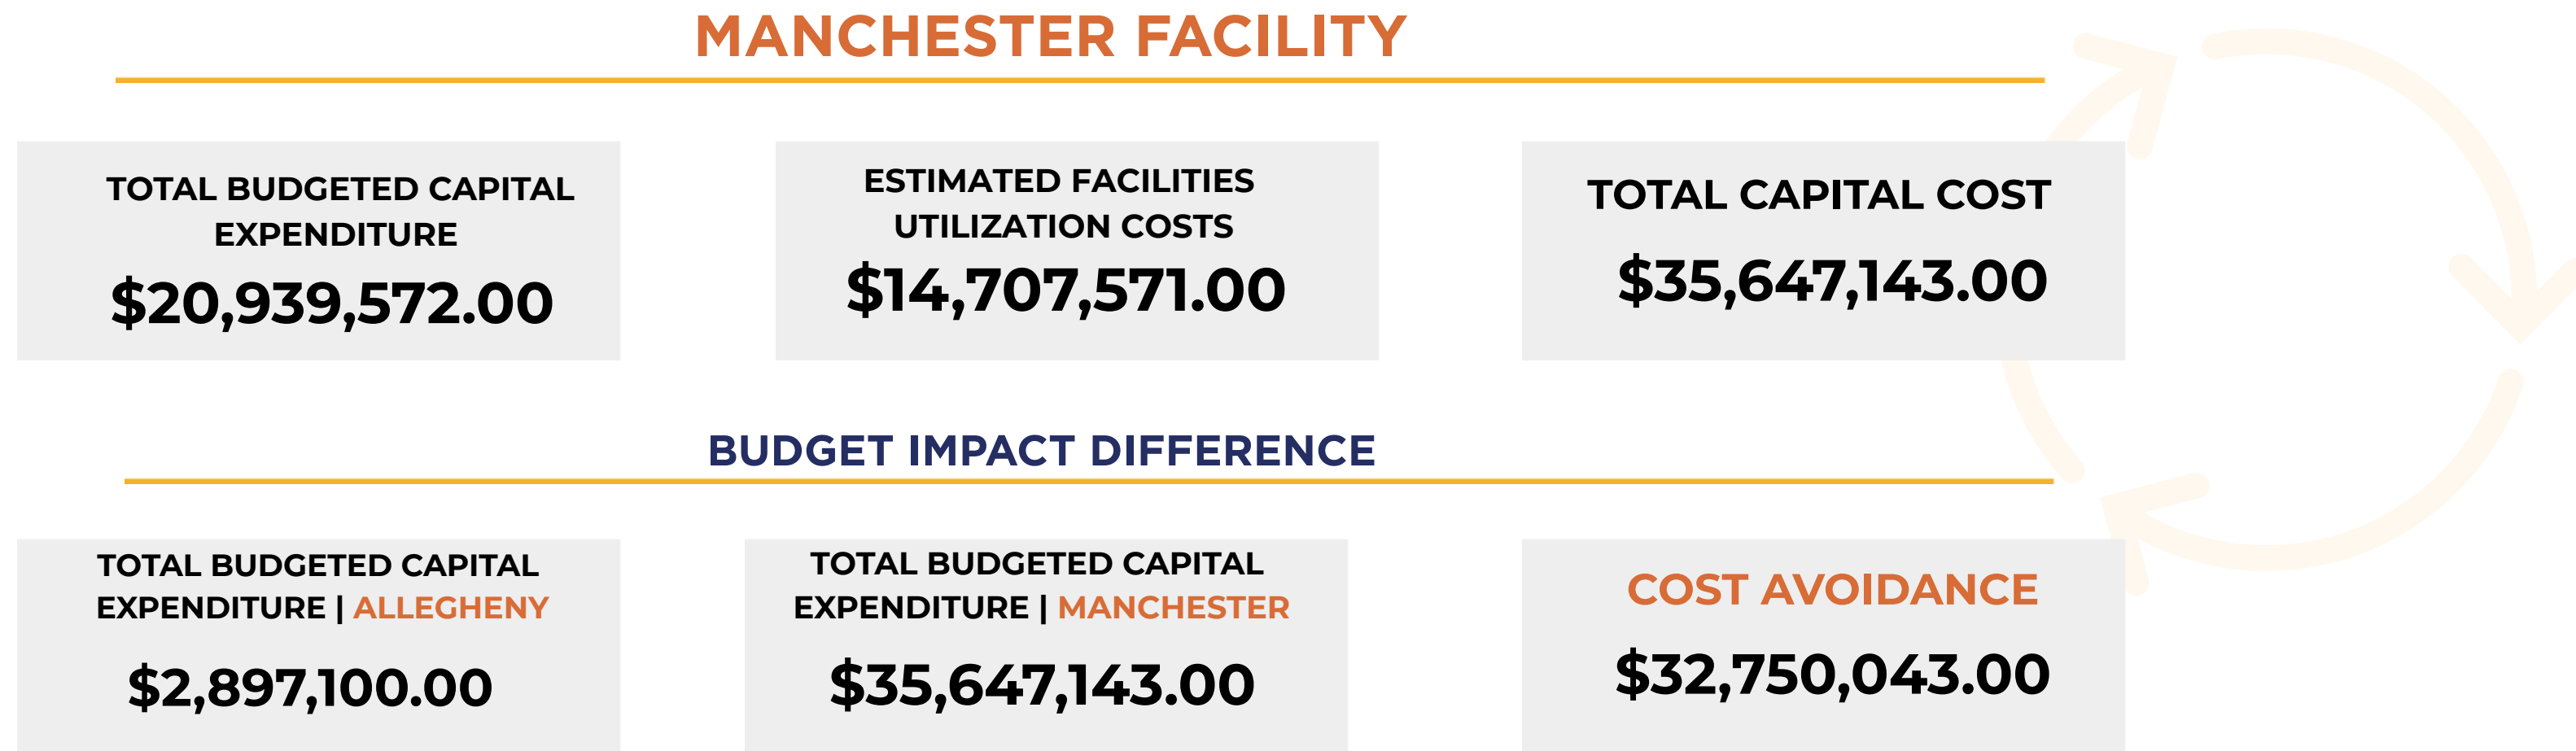 MANCHESTER FACILITY
TOTAL BUDGETED CAPITAL
EXPENDITURE
$20,939,572.00
ESTIMATED FACILITIES
UTILIZATION COSTS
$14,707,571.00
TOTAL CAPITAL COST
$35,647,143.00
BUDGET IMPACT DIFFERENCE
TOTAL BUDGETED CAPITAL
EXPENDITURE | ALLEGHENY
$2,897,100.00
TOTAL BUDGETED CAPITAL
EXPENDITURE | MANCHESTER
$35,647,143.00
COST AVOIDANCE
$32,750,043.00